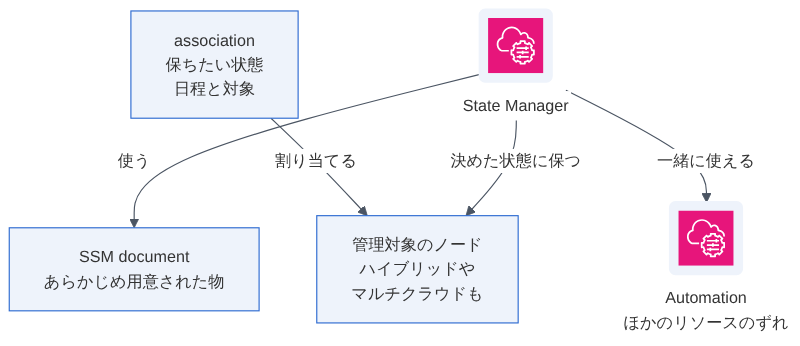 association
保ちたい状態
日程と対象
State Manager
使う
割り当てる
決めた状態に保つ
一緒に使える
SSM document
あらかじめ用意された物
管理対象のノード
ハイブリッドや
マルチクラウドも
Automation
ほかのリソースのずれ